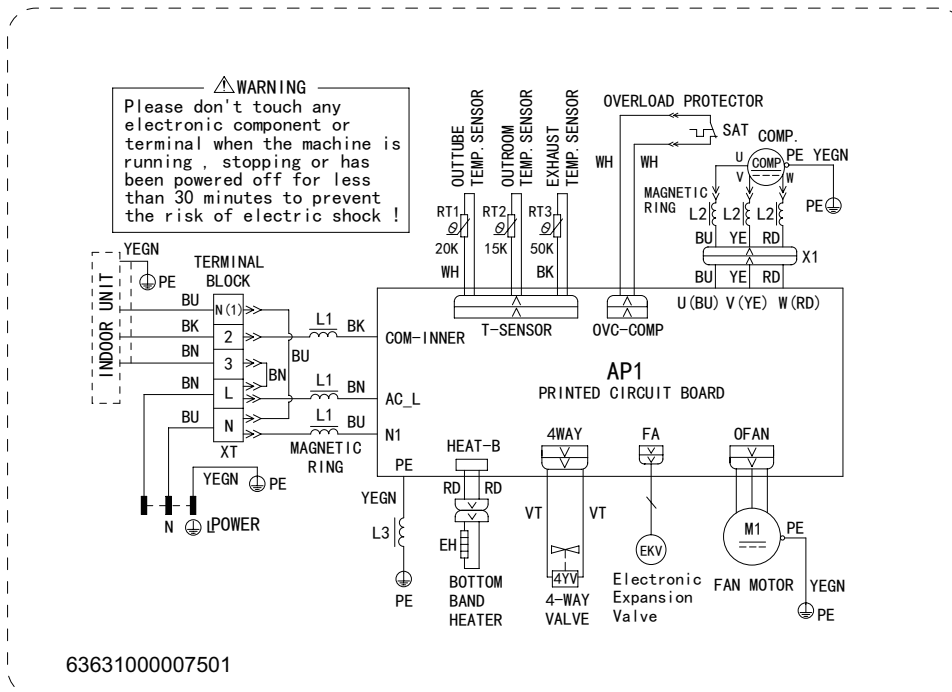 WARNING
Please don't touch any
electronic component or
terminal when the machine is
running , stopping or has
been powered off for less
than 30 minutes to prevent
the risk of electric shock !
OUTTUBE
TEMP. SENSOR
OUTROOM
TEMP. SENSOR
EXHAUST
TEMP. SENSOR
RT1
RT2
RT3
θ
θ
θ
20K
15K
50K
WH
BK
T-SENSOR
OVERLOAD PROTECTOR
SAT
WH
WH
OVC-COMP
COMP.
U
V
W
COMP
PE
YEGN
PE
MAGNETIC
RING
L2
L2
L2
BU
YE
RD
X1
BU
YE
RD
U(BU)
V(YE)
W(RD)
INDOOR UNIT
YEGN
PE
TERMINAL
BLOCK
BU
BK
BN
BN
BU
N(1)
2
3
L
N
XT
BU
BN
L1
BK
L1
BN
L1
BU
MAGNETIC
RING
COM-INNER
AC_L
N1
PE
AP1
PRINTED CIRCUIT BOARD
YEGN
PE
N
L
POWER
YEGN
L3
PE
HEAT-B
RD
RD
EH
BOTTOM
BAND
HEATER
4WAY
VT
VT
4YV
4-WAY
VALVE
FA
EKV
Electronic
Expansion
Valve
OFAN
M1
PE
FAN MOTOR
YEGN
PE
63631000007501